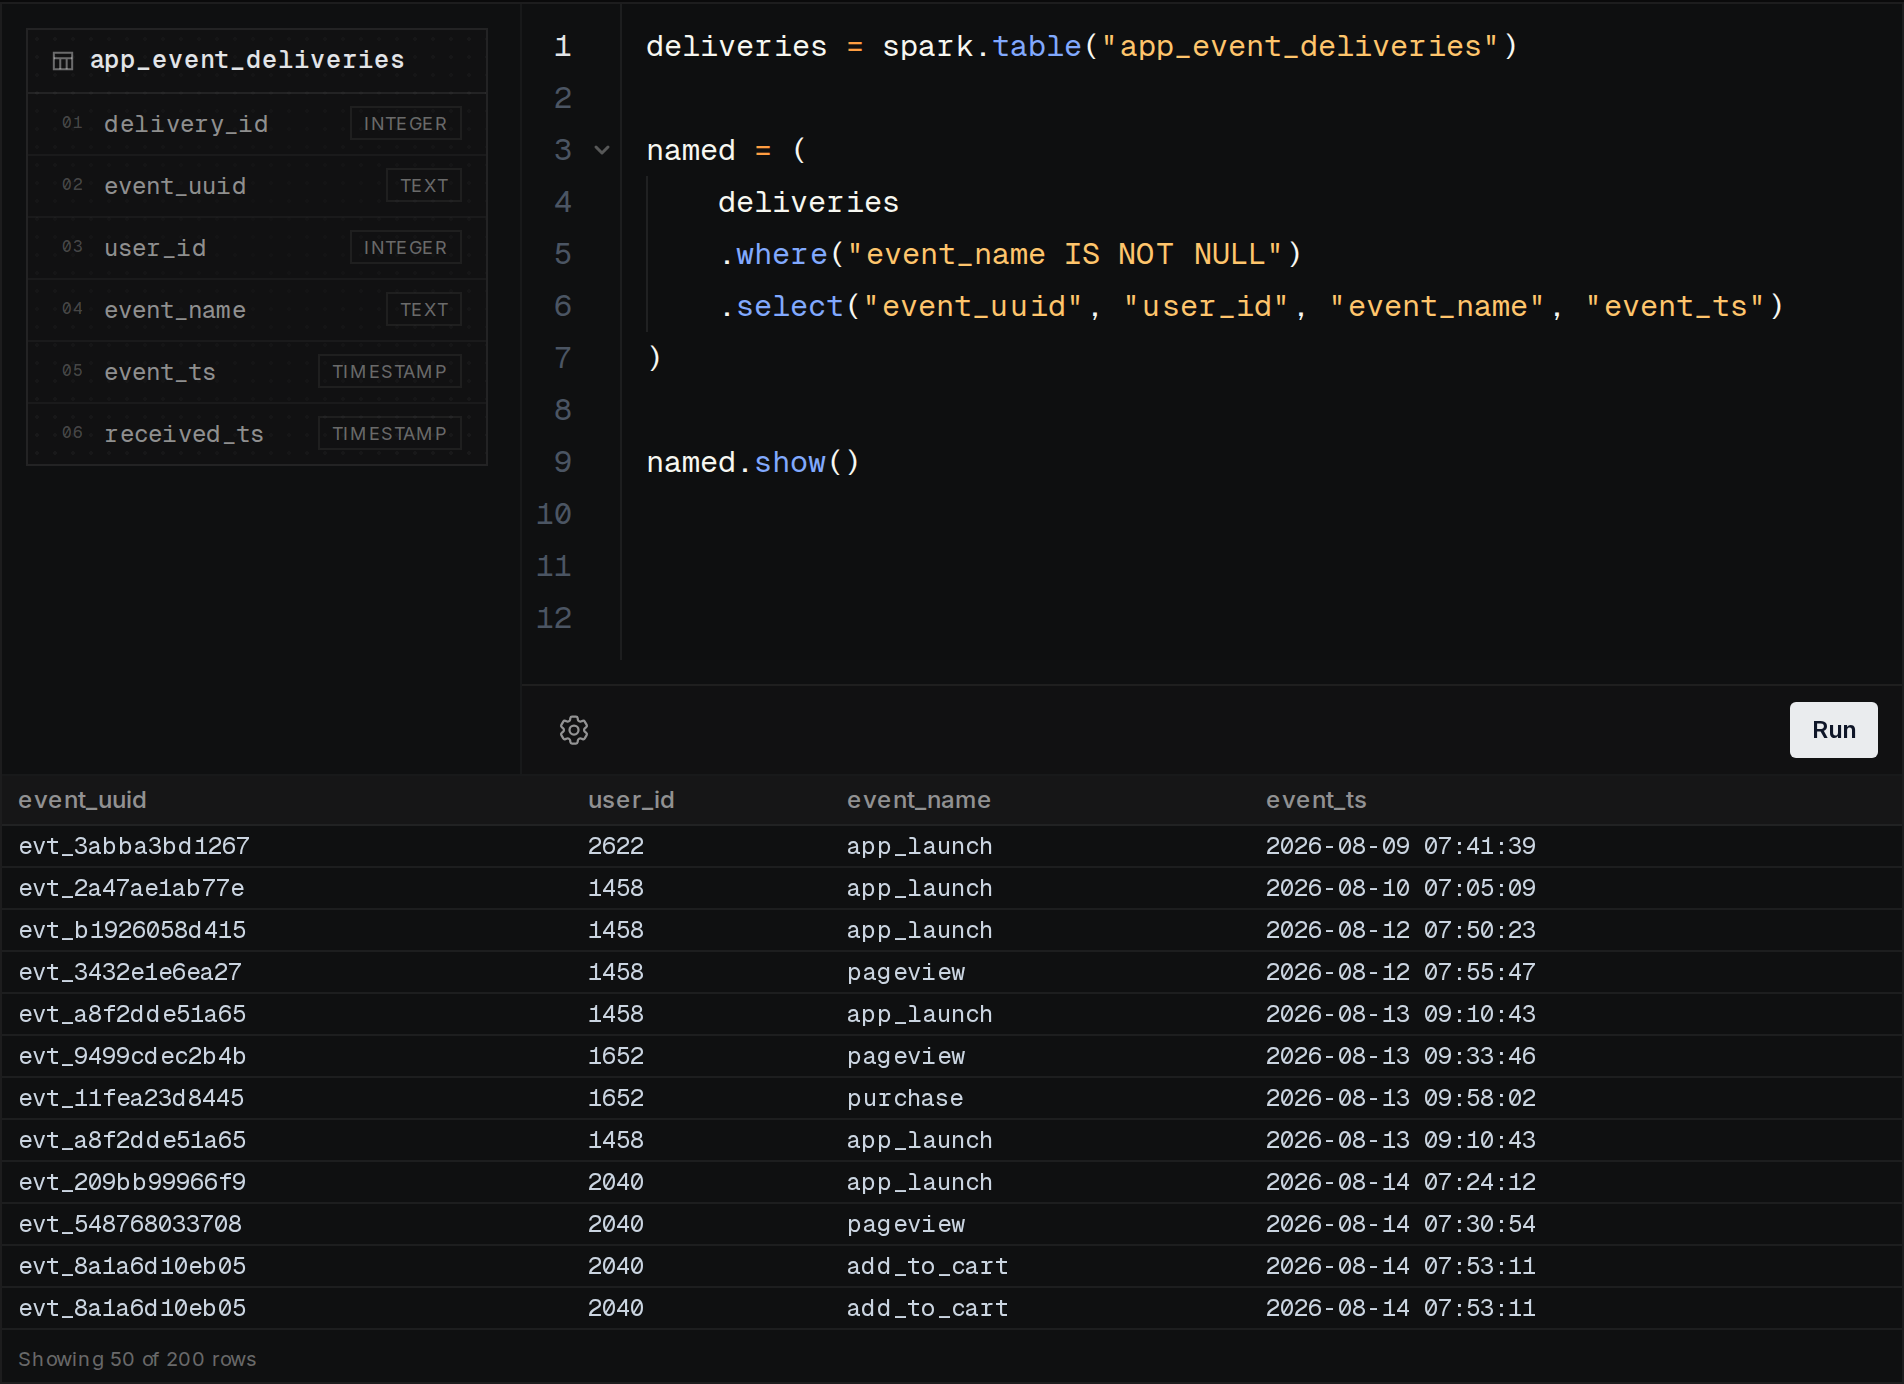 app_event_deliveries
01 delivery_id INTEGER
02 event_uuid TEXT
03 user_id INTEGER
04 event_name TEXT
05 event_ts TIMESTAMP
06 received_ts TIMESTAMP
1 deliveries = spark.table("app_event_deliveries")
2
3 named = (
4 deliveries
5 .where("event_name IS NOT NULL")
6 .select("event_uuid", "user_id", "event_name", "event_ts")
7 )
8
9 named.show()
10
11
12
Run
event_uuid user_id event_name event_ts
evt_3abba3bd1267 2622 app_launch 2026-08-09 07:41:39
evt_2a47ae1ab77e 1458 app_launch 2026-08-10 07:05:09
evt_b1926058d415 1458 app_launch 2026-08-12 07:50:23
evt_3432e1e6ea27 1458 pageview 2026-08-12 07:55:47
evt_a8f2dde51a65 1458 app_launch 2026-08-13 09:10:43
evt_9499cdec2b4b 1652 pageview 2026-08-13 09:33:46
evt_11fea23d8445 1652 purchase 2026-08-13 09:58:02
evt_a8f2dde51a65 1458 app_launch 2026-08-13 09:10:43
evt_209bb99966f9 2040 app_launch 2026-08-14 07:24:12
evt_548768033708 2040 pageview 2026-08-14 07:30:54
evt_8a1a6d10eb05 2040 add_to_cart 2026-08-14 07:53:11
evt_8a1a6d10eb05 2040 add_to_cart 2026-08-14 07:53:11
Showing 50 of 200 rows